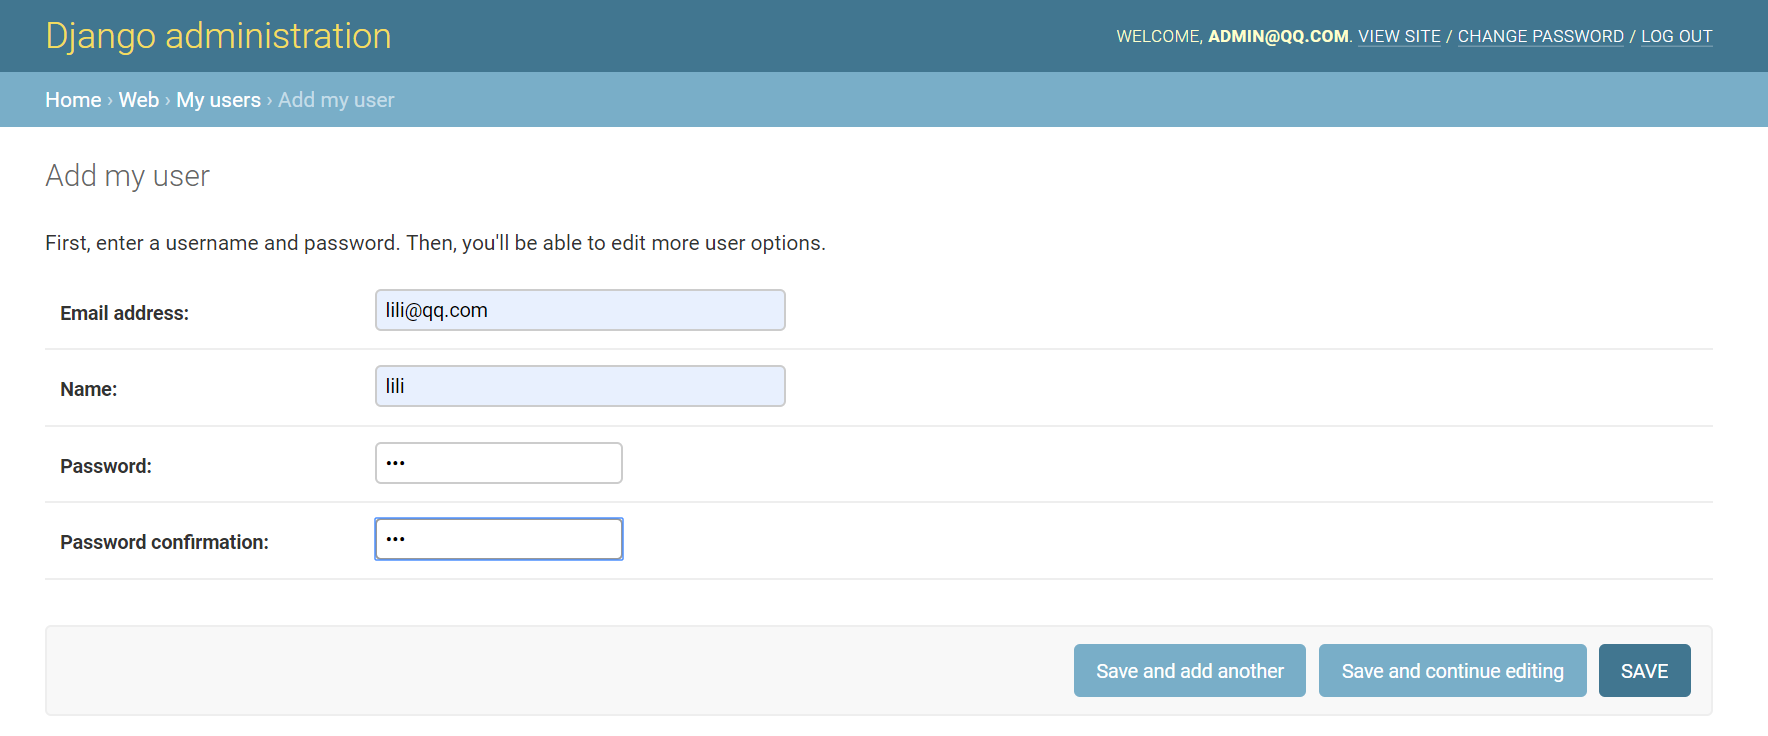 Django administration
WELCOME, ADMIN@QQ.COM. VIEW SITE / CHANGE PASSWORD / LOG OUT
Home › Web › My users › Add my user
Add my user
First, enter a username and password. Then, you'll be able to edit more user options.
Email address: lili@qq.com
Name: lili
Password: •••
Password confirmation: •••
Save and add another Save and continue editing SAVE